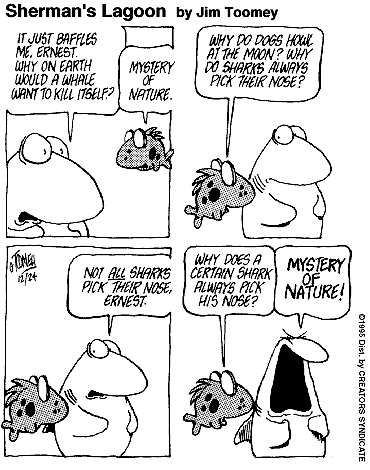 Sherman's Lagoon by Jim Toomey
IT JUST BAFFLES
ME, ERNEST.
WHY ON EARTH
WOULD A WHALE
WANT TO KILL ITSELF?
MYSTERY
OF
NATURE.
WHY DO DOGS HOWL
AT THE MOON? WHY
DO SHARKS ALWAYS
PICK THEIR NOSE?
TOOMEY
12/24
NOT ALL SHARKS
PICK THEIR NOSE,
ERNEST.
WHY DOES A
CERTAIN SHARK
ALWAYS PICK
HIS NOSE?
MYSTERY
OF
NATURE!
©1995 Dist. by CREATORS SYNDICATE